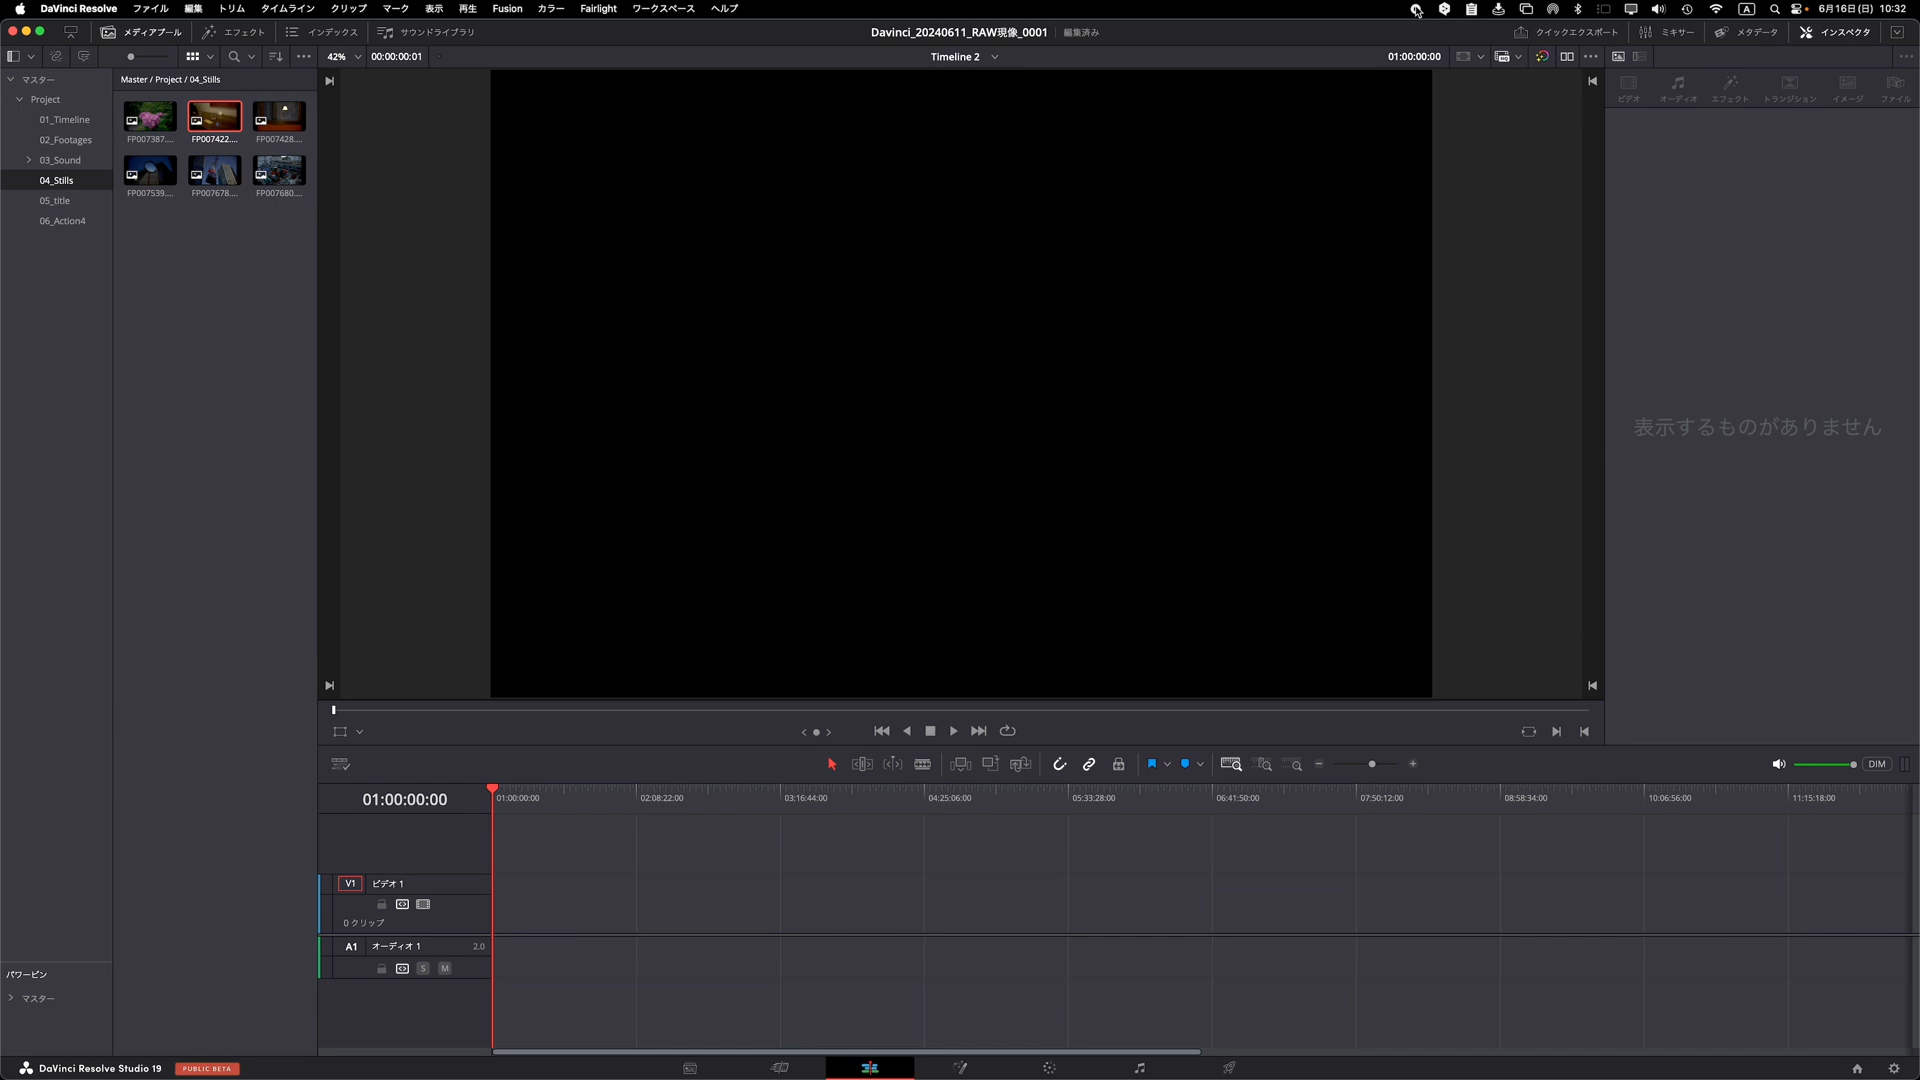 DaVinci Resolve ファイル 編集 トリム タイムライン クリップ マーク 表示 再生 Fusion カラー Fairlight ワークスペース ヘルプ A 6月16日(日) 10:32
メディアプール エフェクト インデックス サウンドライブラリ Davinci_20240611_RAW現像_0001 編集済み クイックエクスポート ミキサー メタデータ インスペクタ
42% 00:00:00:01 Timeline 2 01:00:00:00
マスター
Project
01_Timeline
02_Footages
03_Sound
04_Stills
05_title
06_Action4
Master / Project / 04_Stills
FP007387.... FP007422.... FP007428....
FP007539.... FP007678.... FP007680....
ビデオ オーディオ エフェクト トランジション イメージ ファイル
表示するものがありません
DIM
01:00:00:00
01:00:00:00 02:08:22:00 03:16:44:00 04:25:06:00 05:33:28:00 06:41:50:00 07:50:12:00 08:58:34:00 10:06:56:00 11:15:18:00
V1 ビデオ 1
0 クリップ
A1 オーディオ 1 2.0
S M
パワービン
マスター
DaVinci Resolve Studio 19 PUBLIC BETA